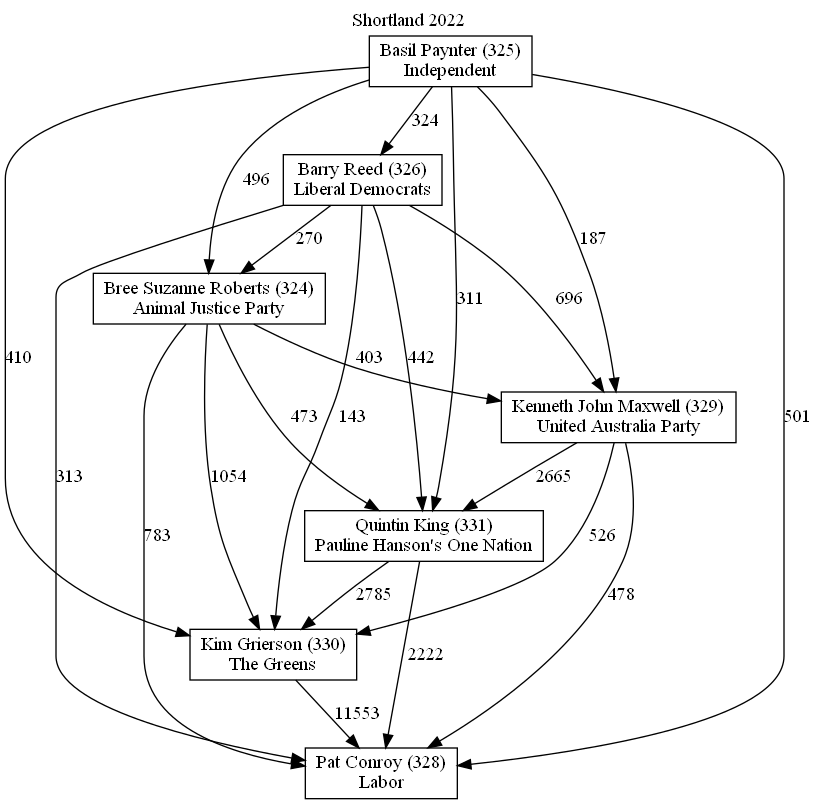 Shortland 2022
Basil Paynter (325)
Independent
324
Barry Reed (326)
Liberal Democrats
496
187
270
Bree Suzanne Roberts (324)
Animal Justice Party
311
696
410
403
442
Kenneth John Maxwell (329)
United Australia Party
473
143
501
313
1054
2665
Quintin King (331)
Pauline Hanson's One Nation
783
526
2785
478
Kim Grierson (330)
The Greens
2222
11553
Pat Conroy (328)
Labor